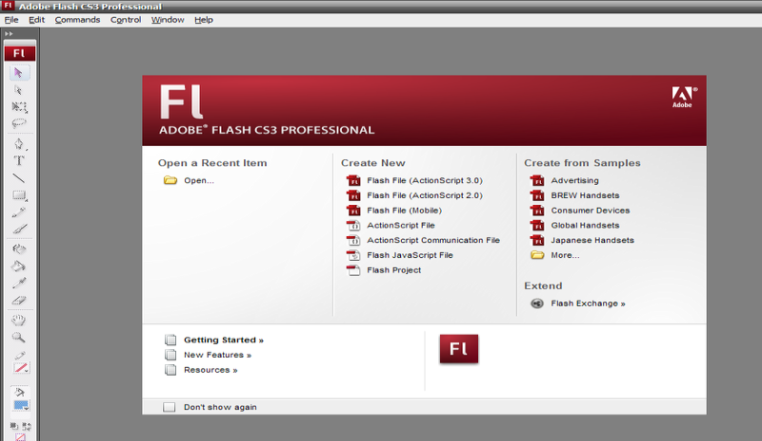 Fl Adobe Flash CS3 Professional
File Edit Commands Control Window Help
Fl
T
Fl
Adobe
ADOBE® FLASH CS3 PROFESSIONAL
Open a Recent Item
Open...
Create New
Flash File (ActionScript 3.0)
Flash File (ActionScript 2.0)
Flash File (Mobile)
ActionScript File
ActionScript Communication File
Flash JavaScript File
Flash Project
Create from Samples
Advertising
BREW Handsets
Consumer Devices
Global Handsets
Japanese Handsets
More...
Extend
Flash Exchange »
Getting Started »
New Features »
Resources »
Fl
Don't show again